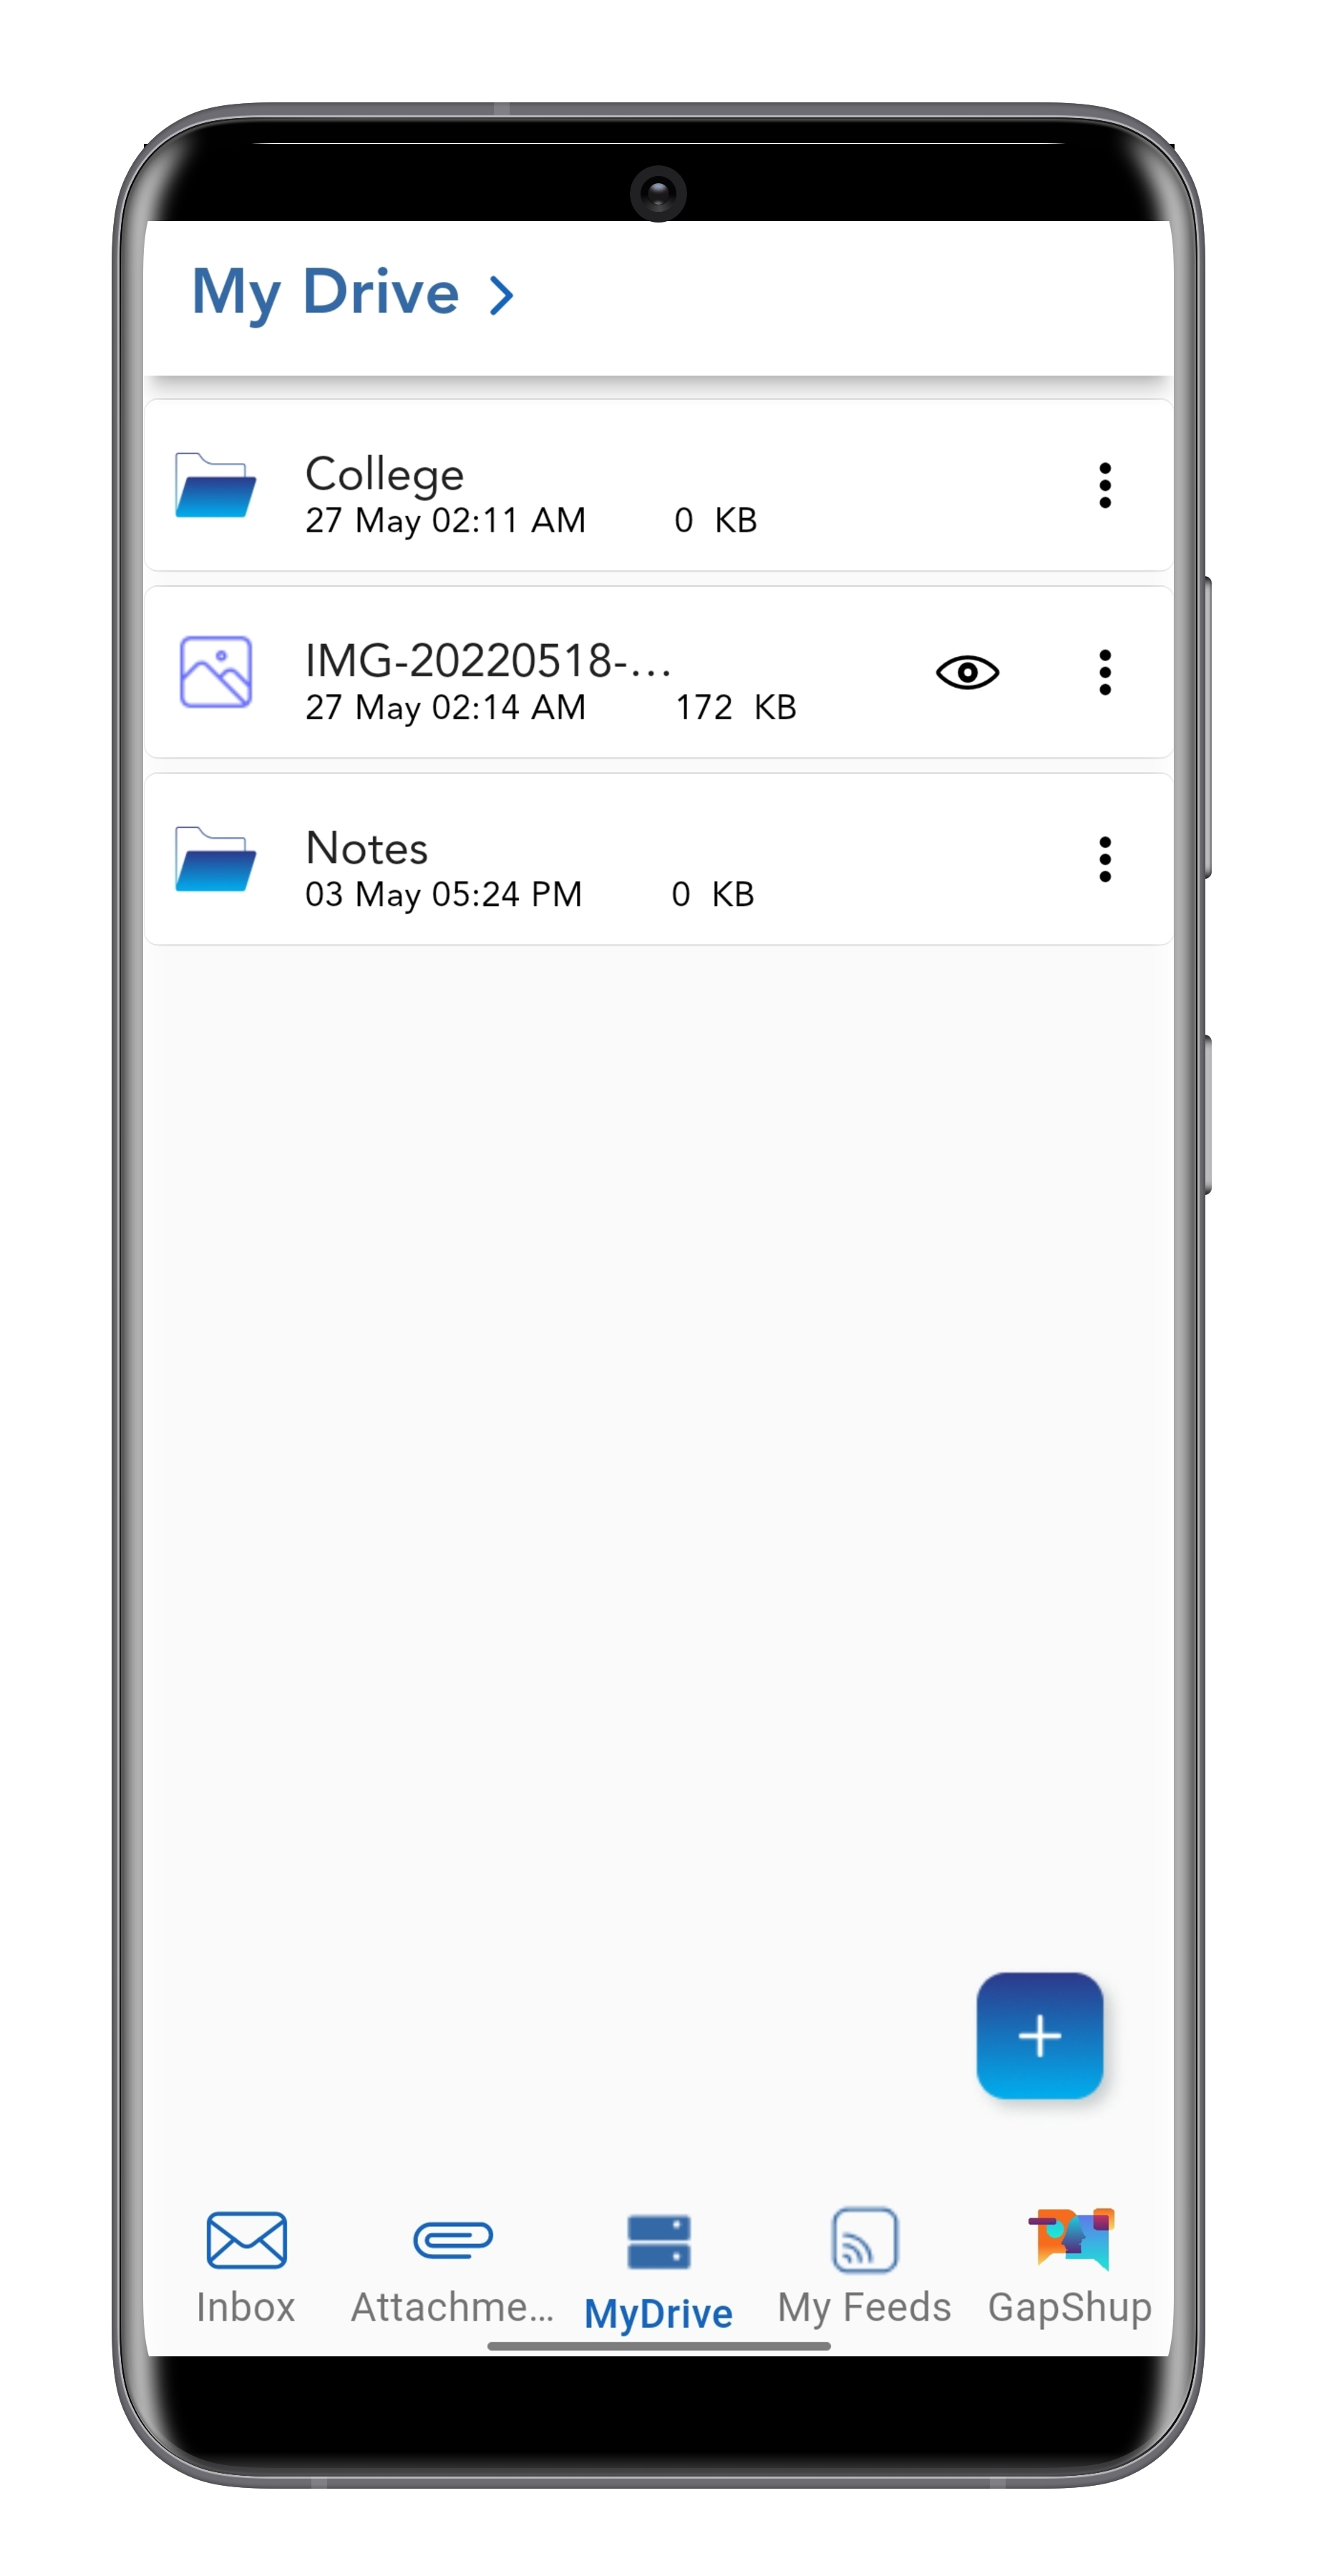 My Drive >
College
27 May 02:11 AM 0 KB
IMG-20220518-...
27 May 02:14 AM 172 KB
Notes
03 May 05:24 PM 0 KB
Inbox Attachme... MyDrive My Feeds GapShup